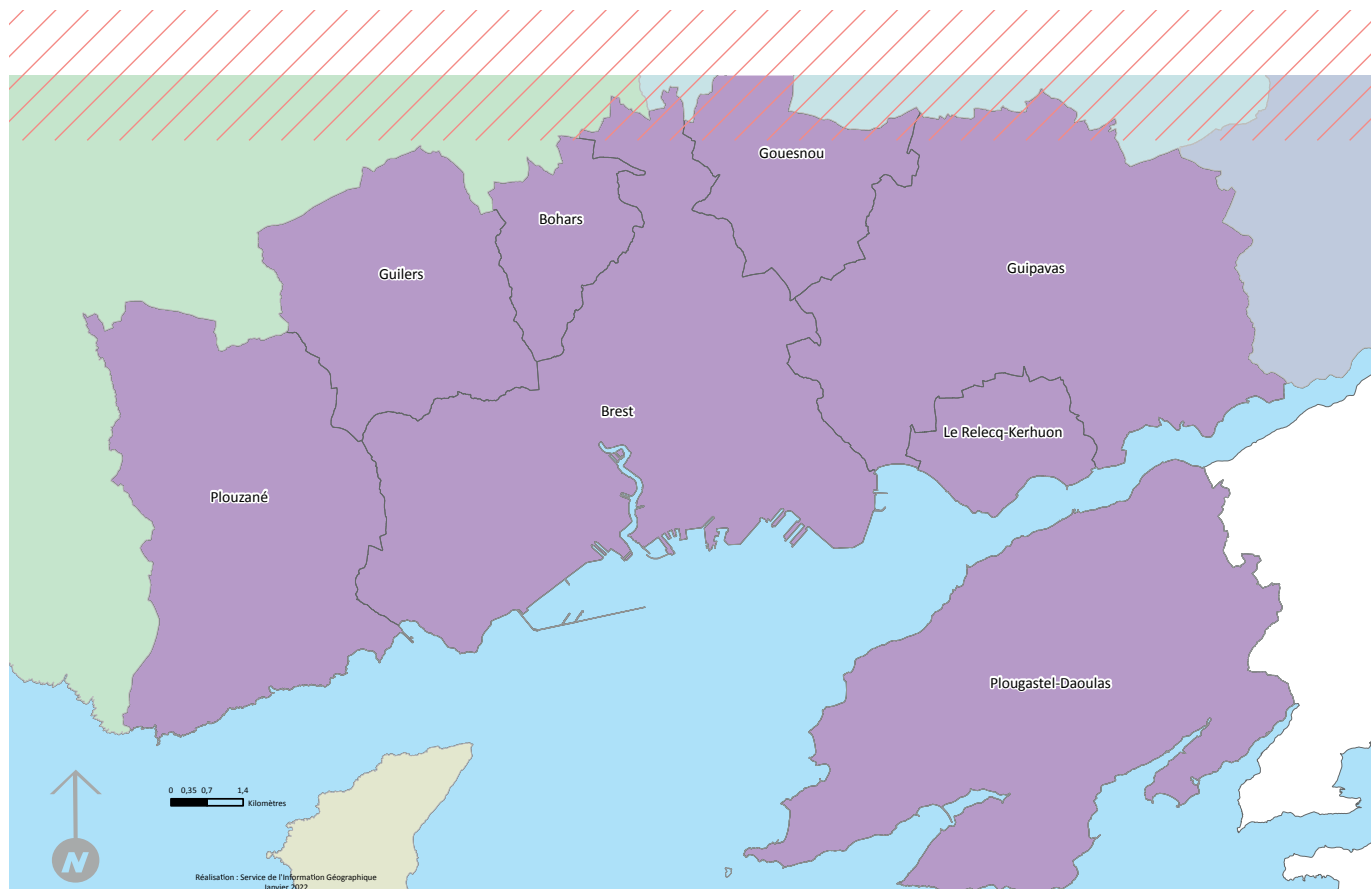 Gouesnou
Bohars
Guipavas
Guilers
Brest
Le Relecq-Kerhuon
Plouzané
Plougastel-Daoulas
0 0,35 0,7 1,4
Kilomètres
N
Réalisation : Service de l'Information Géographique
Janvier 2022